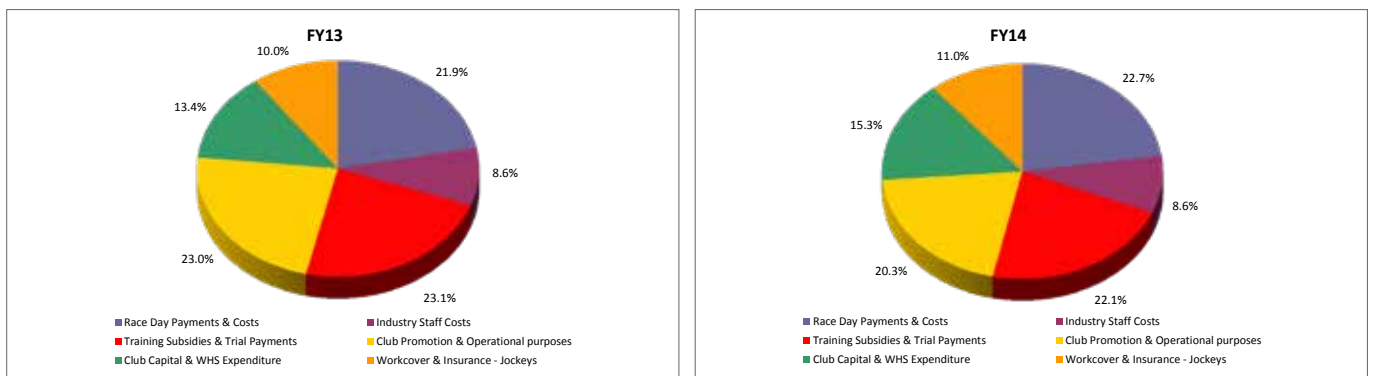 FY13
10.0%
21.9%
13.4%
8.6%
23.0%
23.1%
Race Day Payments & Costs
Industry Staff Costs
Training Subsidies & Trial Payments
Club Promotion & Operational purposes
Club Capital & WHS Expenditure
Workcover & Insurance - Jockeys
FY14
11.0%
22.7%
15.3%
8.6%
20.3%
22.1%
Race Day Payments & Costs
Industry Staff Costs
Training Subsidies & Trial Payments
Club Promotion & Operational purposes
Club Capital & WHS Expenditure
Workcover & Insurance - Jockeys